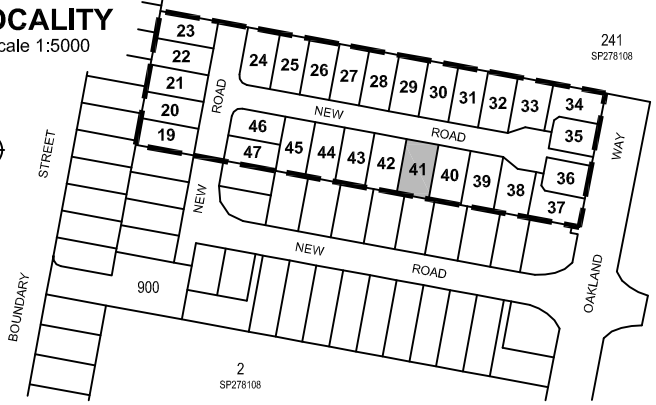 OCALITY
cale 1:5000
241
SP278108
23
22
21
20
19
24
25
26
27
28
29
30
31
32
33
34
35
36
37
38
39
40
41
42
43
44
45
46
47
ROAD
NEW
NEW
ROAD
WAY
OAKLAND
STREET
BOUNDARY
NEW
ROAD
900
2
SP278108